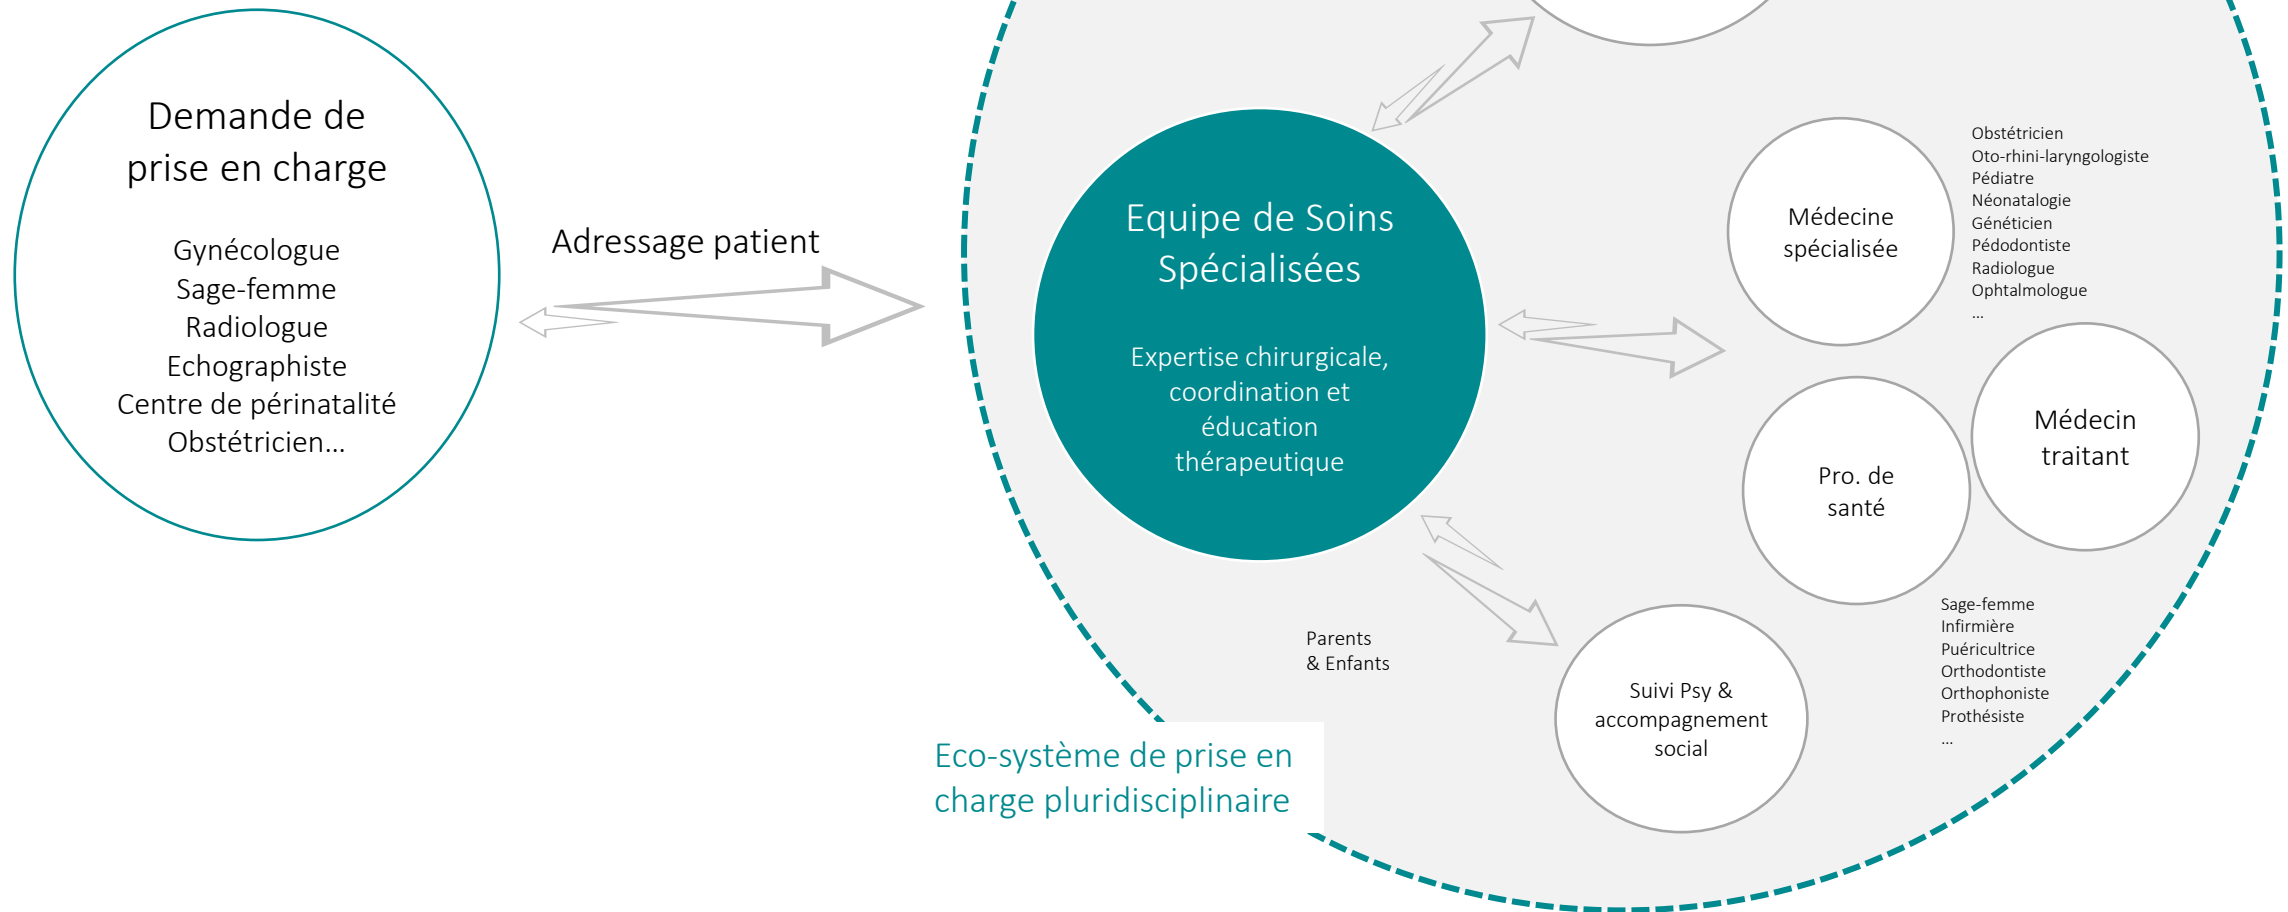 Demande de
prise en charge
Gynécologue
Sage-femme
Radiologue
Echographiste
Centre de périnatalité
Obstétricien...
Adressage patient
Equipe de Soins
Spécialisées
Expertise chirurgicale,
coordination et
éducation
thérapeutique
Médecine
spécialisée
Obstétricien
Oto-rhini-laryngologiste
Pédiatre
Néonatalogie
Généticien
Pédodontiste
Radiologue
Ophtalmologue
...
Médecin
traitant
Pro. de
santé
Sage-femme
Infirmière
Puéricultrice
Orthodontiste
Orthophoniste
Prothésiste
...
Parents
& Enfants
Suivi Psy &
accompagnement
social
Eco-système de prise en
charge pluridisciplinaire